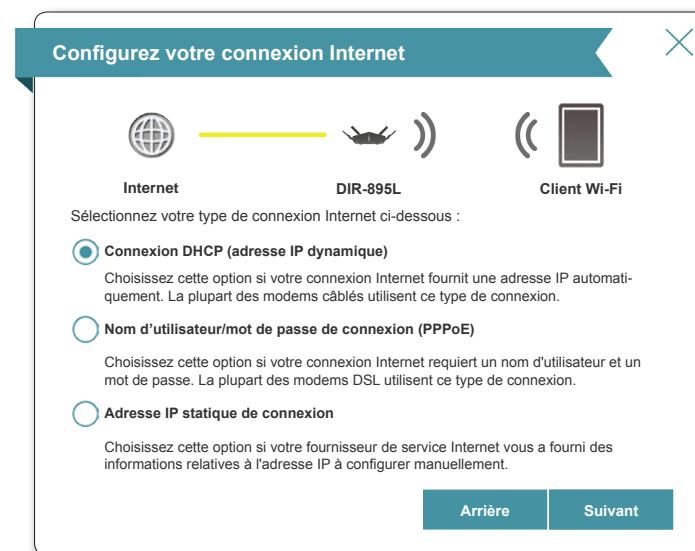 Configurez votre connexion Internet
Internet
DIR-895L
Client Wi-Fi
Sélectionnez votre type de connexion Internet ci-dessous :
Connexion DHCP (adresse IP dynamique)
Choisissez cette option si votre connexion Internet fournit une adresse IP automati-
quement. La plupart des modems câblés utilisent ce type de connexion.
Nom d’utilisateur/mot de passe de connexion (PPPoE)
Choisissez cette option si votre connexion Internet requiert un nom d'utilisateur et un
mot de passe. La plupart des modems DSL utilisent ce type de connexion.
Adresse IP statique de connexion
Choisissez cette option si votre fournisseur de service Internet vous a fourni des
informations relatives à l'adresse IP à configurer manuellement.
Arrière
Suivant